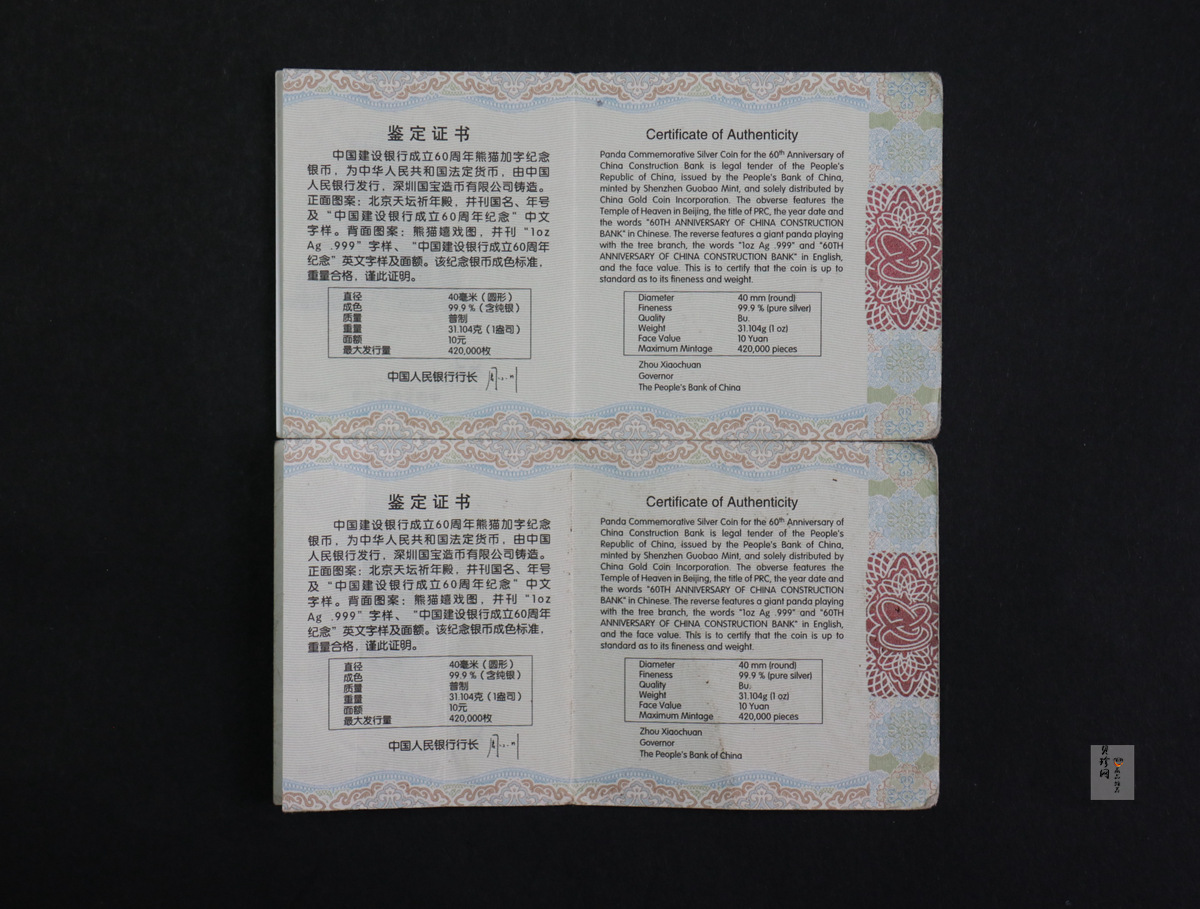 鉴定证书
中国建设银行成立60周年熊猫加字纪念
银币，为中华人民共和国法定货币，由中国
人民银行发行，深圳国宝造币有限公司铸造。
正面图案：北京天坛祈年殿，并刊国名、年号
及“中国建设银行成立60周年纪念”中文
字样。背面图案：熊猫嬉戏图，并刊“1oz
Ag .999”字样、“中国建设银行成立60周年
纪念”英文字样及面额。该纪念银币成色标准，
重量合格，谨此证明。
直径 40毫米（圆形）
成色 99.9％（含纯银）
质量 普制
重量 31.104克（1盎司）
面额 10元
最大发行量 420,000枚
中国人民银行行长
Certificate of Authenticity
Panda Commemorative Silver Coin for the 60th Anniversary of
China Construction Bank is legal tender of the People's
Republic of China, issued by the People's Bank of China,
minted by Shenzhen Guobao Mint, and solely distributed by
China Gold Coin Incorporation. The obverse features the
Temple of Heaven in Beijing, the title of PRC, the year date and
the words "60TH ANNIVERSARY OF CHINA CONSTRUCTION
BANK" in Chinese. The reverse features a giant panda playing
with the tree branch, the words "1oz Ag .999" and "60TH
ANNIVERSARY OF CHINA CONSTRUCTION BANK" in English,
and the face value. This is to certify that the coin is up to
standard as to its fineness and weight.
Diameter 40 mm (round)
Fineness 99.9 % (pure silver)
Quality Bu.
Weight 31.104g (1 oz)
Face Value 10 Yuan
Maximum Mintage 420,000 pieces
Zhou Xiaochuan
Governor
The People's Bank of China
鉴定证书
中国建设银行成立60周年熊猫加字纪念
银币，为中华人民共和国法定货币，由中国
人民银行发行，深圳国宝造币有限公司铸造。
正面图案：北京天坛祈年殿，并刊国名、年号
及“中国建设银行成立60周年纪念”中文
字样。背面图案：熊猫嬉戏图，并刊“1oz
Ag .999”字样、“中国建设银行成立60周年
纪念”英文字样及面额。该纪念银币成色标准，
重量合格，谨此证明。
直径 40毫米（圆形）
成色 99.9％（含纯银）
质量 普制
重量 31.104克（1盎司）
面额 10元
最大发行量 420,000枚
中国人民银行行长
Certificate of Authenticity
Panda Commemorative Silver Coin for the 60th Anniversary of
China Construction Bank is legal tender of the People's
Republic of China, issued by the People's Bank of China,
minted by Shenzhen Guobao Mint, and solely distributed by
China Gold Coin Incorporation. The obverse features the
Temple of Heaven in Beijing, the title of PRC, the year date and
the words "60TH ANNIVERSARY OF CHINA CONSTRUCTION
BANK" in Chinese. The reverse features a giant panda playing
with the tree branch, the words "1oz Ag .999" and "60TH
ANNIVERSARY OF CHINA CONSTRUCTION BANK" in English,
and the face value. This is to certify that the coin is up to
standard as to its fineness and weight.
Diameter 40 mm (round)
Fineness 99.9 % (pure silver)
Quality Bu.
Weight 31.104g (1 oz)
Face Value 10 Yuan
Maximum Mintage 420,000 pieces
Zhou Xiaochuan
Governor
The People's Bank of China